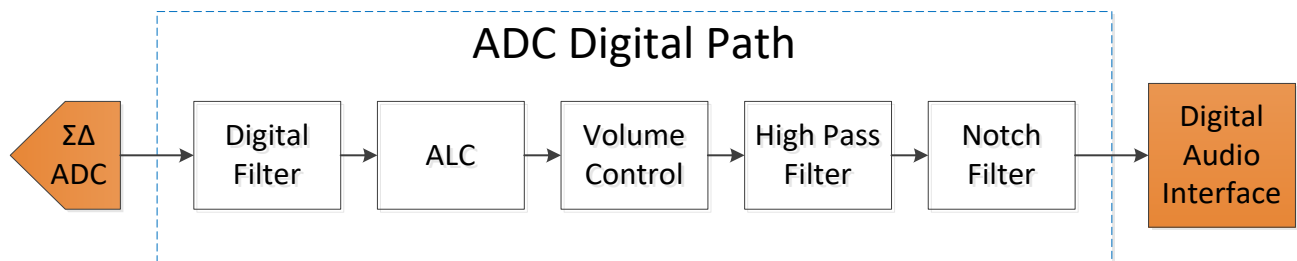 ADC Digital Path
ΣΔ
ADC
Digital
Filter
ALC
Volume
Control
High Pass
Filter
Notch
Filter
Digital
Audio
Interface